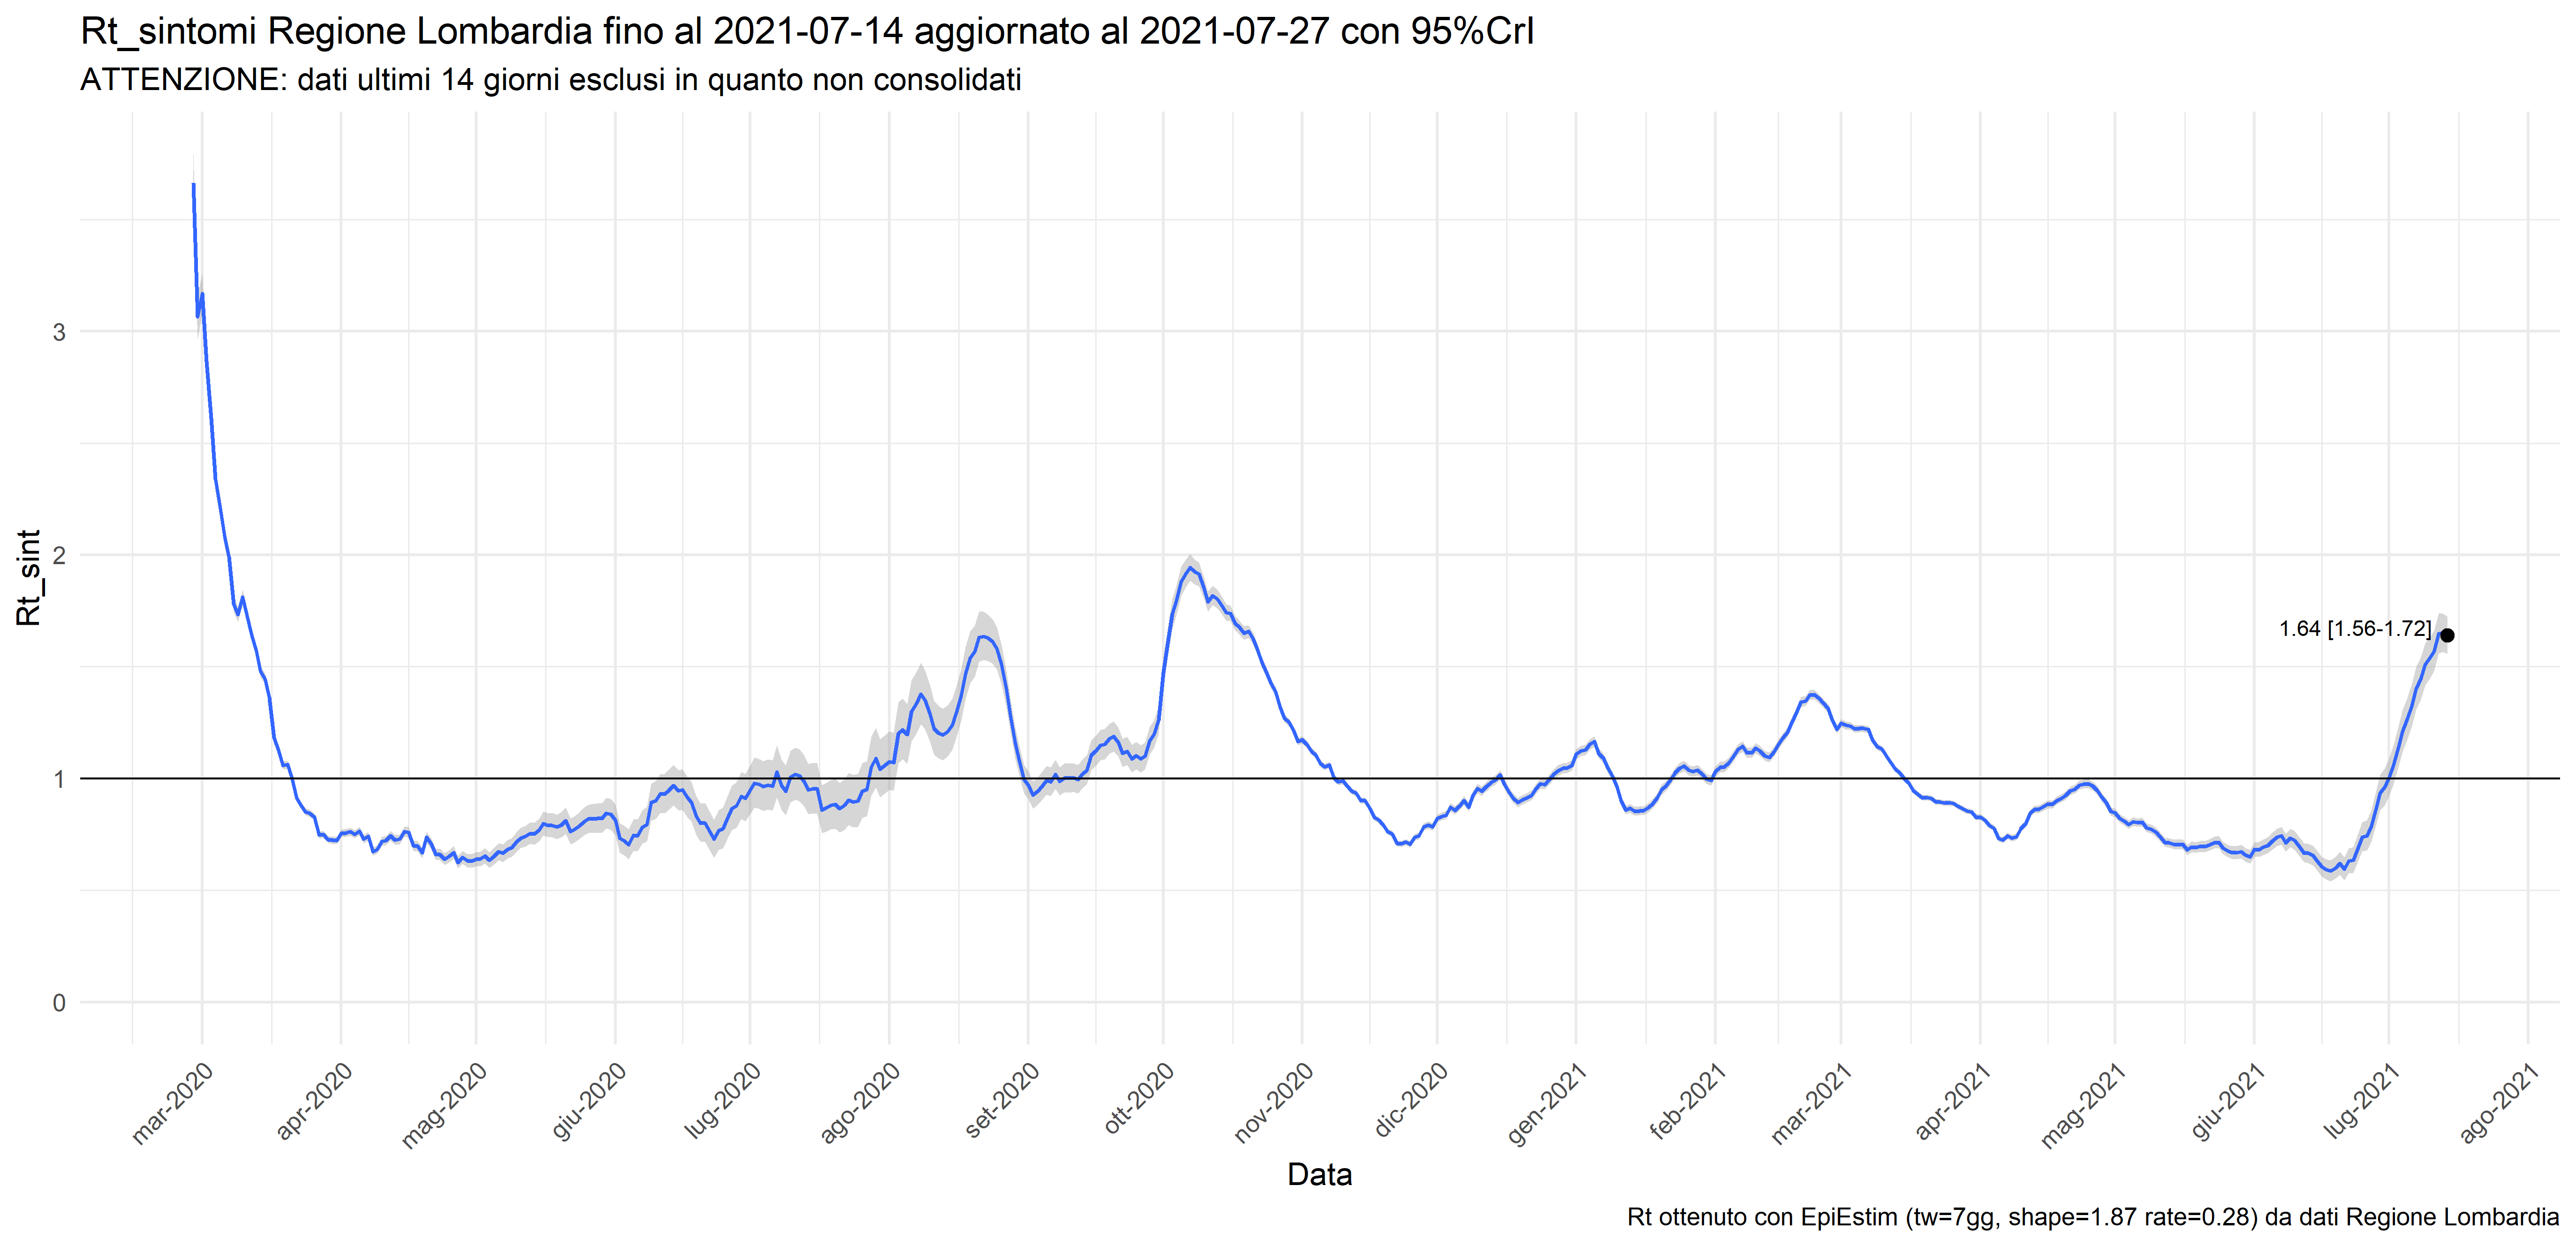 Rt_sintomi Regione Lombardia fino al 2021-07-14 aggiornato al 2021-07-27 con 95%CrI
ATTENZIONE: dati ultimi 14 giorni esclusi in quanto non consolidati
Rt_sint
3
2
1
0
1.64 [1.56-1.72]
mar-2020
apr-2020
mag-2020
giu-2020
lug-2020
ago-2020
set-2020
ott-2020
nov-2020
dic-2020
gen-2021
feb-2021
mar-2021
apr-2021
mag-2021
giu-2021
lug-2021
ago-2021
Data
Rt ottenuto con EpiEstim (tw=7gg, shape=1.87 rate=0.28) da dati Regione Lombardia